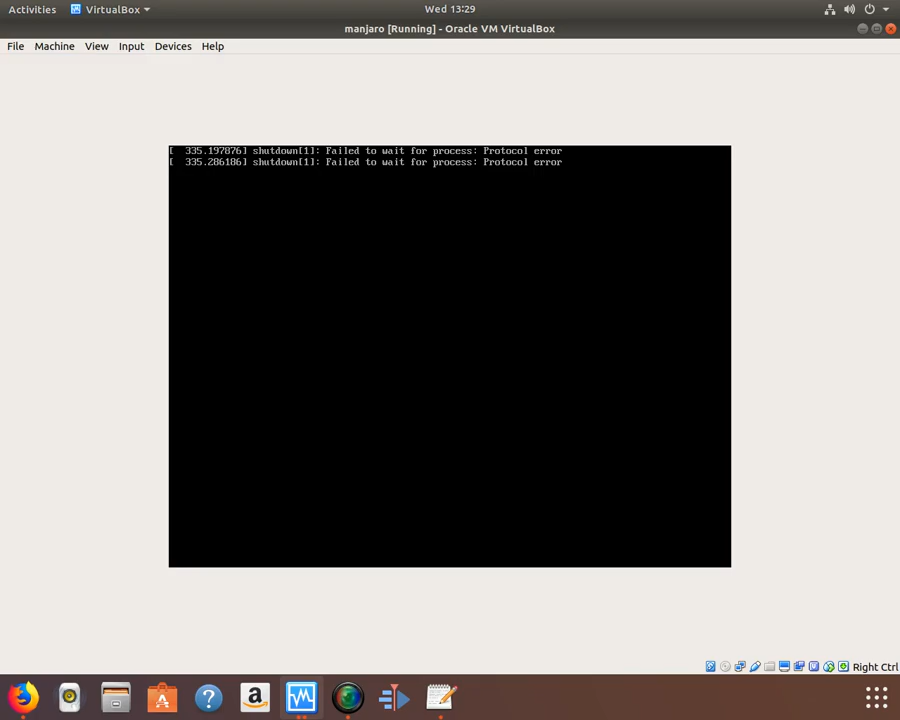 Activities VirtualBox Wed 13:29
manjaro [Running] - Oracle VM VirtualBox
File Machine View Input Devices Help
[  335.197876] shutdown[1]: Failed to wait for process: Protocol error
[  335.286186] shutdown[1]: Failed to wait for process: Protocol error
Right Ctrl